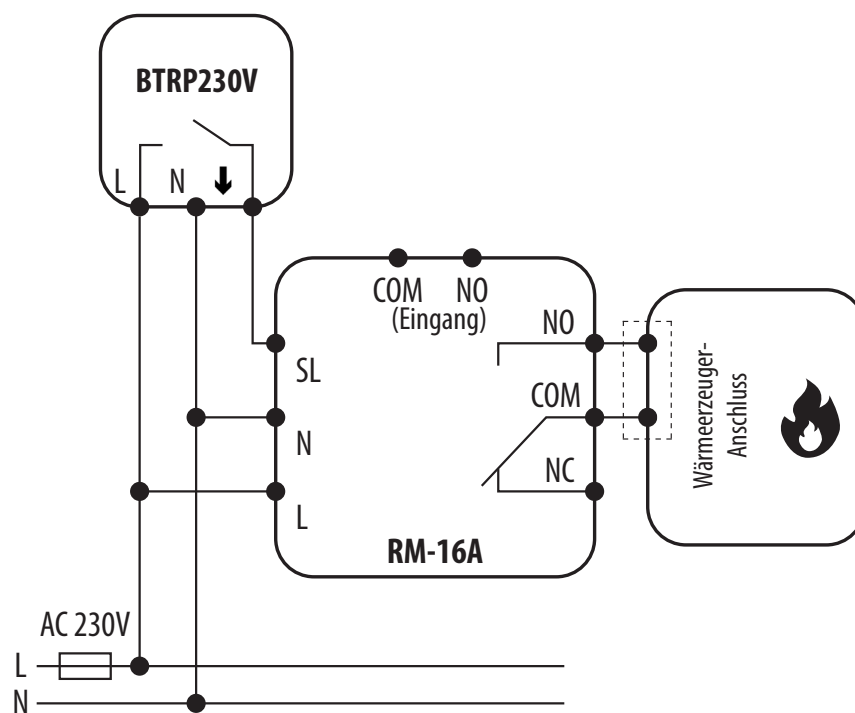 BTRP230V
L N
COM NO
(Eingang)
NO
SL
COM
N
NC
L
RM-16A
Wärmeerzeuger-
Anschluss
AC 230V
L
N